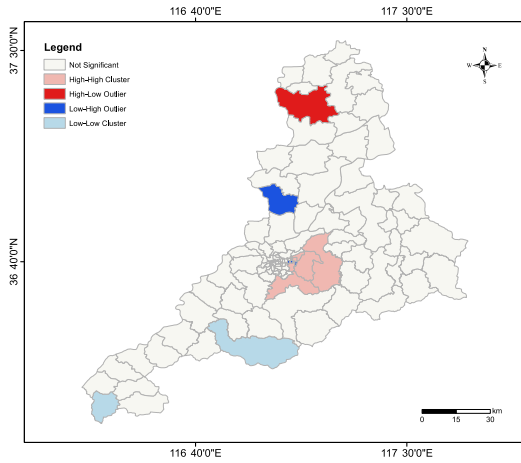 116 40'0"E
117 30'0"E
37 30'0"N
36 40'0"N
Legend
Not Significant
High-High Cluster
High-Low Outlier
Low-High Outlier
Low-Low Cluster
N
W
E
S
km
0
15
30
116 40'0"E
117 30'0"E